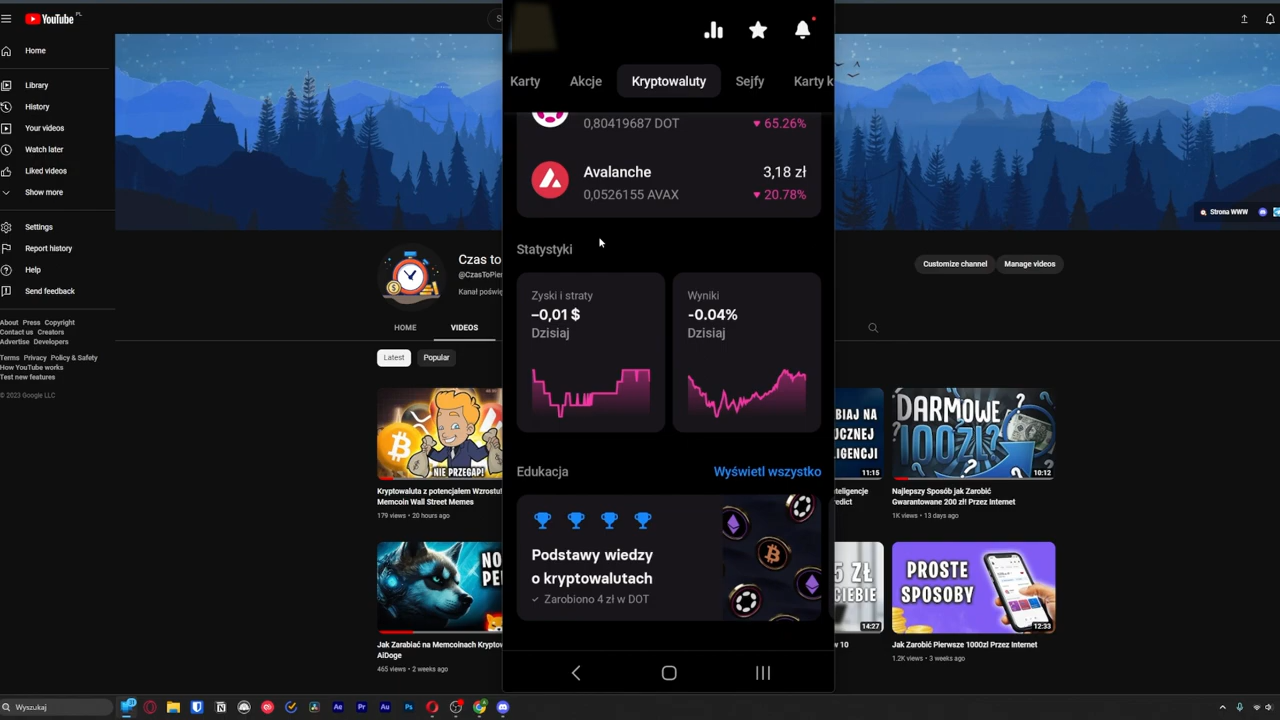 YouTube PL
Home
Library
History
Your videos
Watch later
Liked videos
Show more
Settings
Report history
Help
Send feedback
About Press Copyright
Contact us Creators
Advertise Developers
Terms Privacy Policy & Safety
How YouTube works
Test new features
© 2023 Google LLC
Strona WWW
Czas to
Customize channel
Manage videos
HOME
VIDEOS
Latest
Popular
NIE PRZEGAP!
Kryptowaluta z potencjałem Wzrostu!
Memcoin Wall Street Memes
179 views • 20 hours ago
Jak Zarabiać na Memcoinach
AiDoge
465 views • 2 weeks ago
Karty
Akcje
Kryptowaluty
Sejfy
Karty
0,80419687 DOT
▼ 65.26%
Avalanche
3,18 zł
0,0526155 AVAX
▼ 20.78%
Statystyki
Zyski i straty
−0,01 $
Dzisiaj
Wyniki
-0.04%
Dzisiaj
Edukacja
Wyświetl wszystko
Podstawy wiedzy
o kryptowalutach
✓ Zarobiono 4 zł w DOT
11:15
DARMOWE
100ZŁ?
10:12
Najlepszy Sposób jak Zarobić
Gwarantowane 200 zł! Przez Internet
1K views • 13 days ago
14:27
PROSTE
SPOSOBY
12:33
Jak Zarobić Pierwsze 1000zł Przez Internet
1.2K views • 3 weeks ago
Wyszukaj
Ae
Pr
Au
Ps